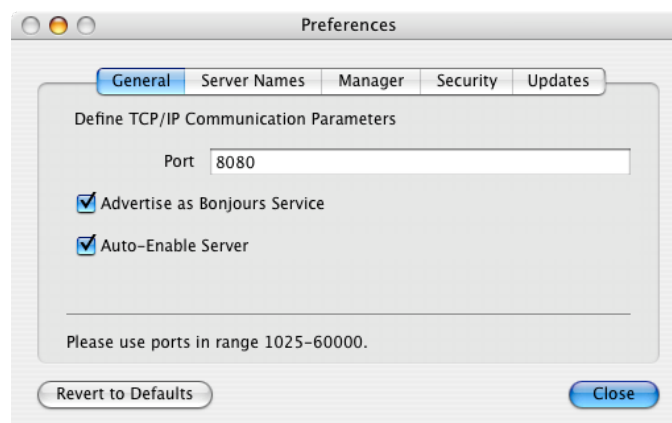 Preferences
General Server Names Manager Security Updates
Define TCP/IP Communication Parameters
Port 8080
Advertise as Bonjours Service
Auto-Enable Server
Please use ports in range 1025-60000.
Revert to Defaults Close